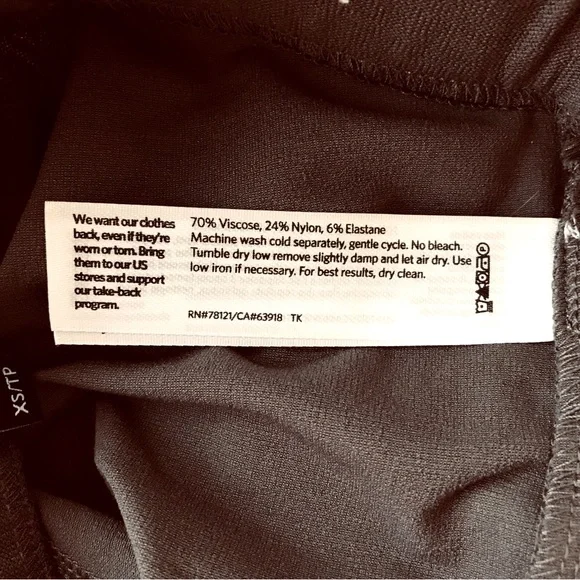 We want our clothes
back, even if they're
worn or torn. Bring
them to our US
stores and support
our take-back
program.
70% Viscose, 24% Nylon, 6% Elastane
Machine wash cold separately, gentle cycle. No bleach.
Tumble dry low remove slightly damp and let air dry. Use
low iron if necessary. For best results, dry clean.
RN#78121/CA#63918 TK
XS/TP